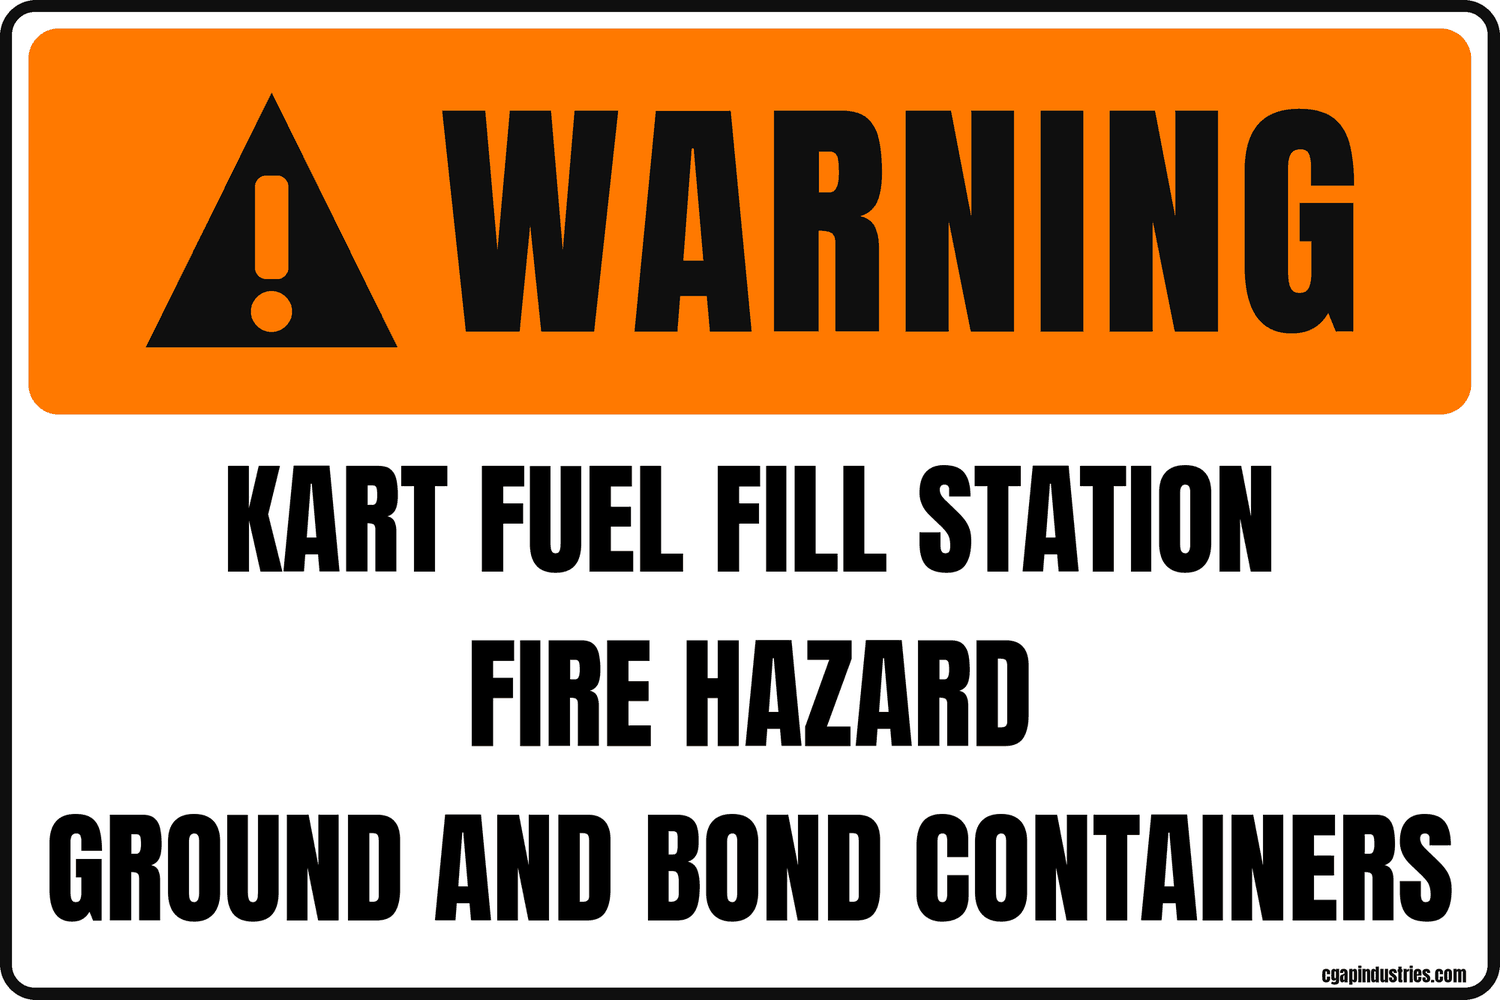 WARNING
KART FUEL FILL STATION
FIRE HAZARD
GROUND AND BOND CONTAINERS
cgapindustries.com